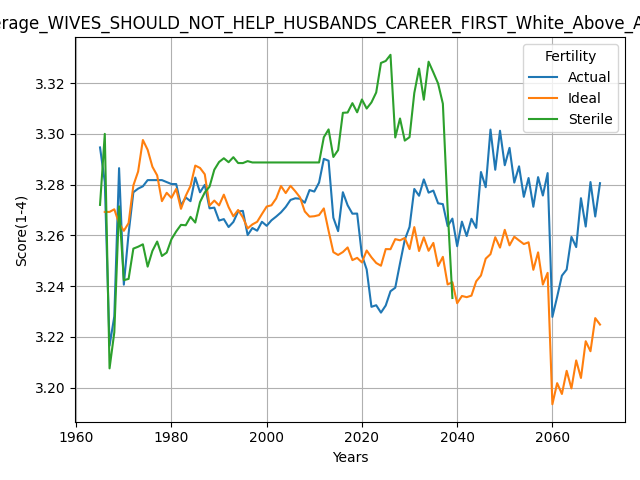 erage_WIVES_SHOULD_NOT_HELP_HUSBANDS_CAREER_FIRST_White_Above_A
Fertility
Actual
Ideal
Sterile
Score(1-4)
3.32
3.30
3.28
3.26
3.24
3.22
3.20
1960
1980
2000
2020
2040
2060
Years